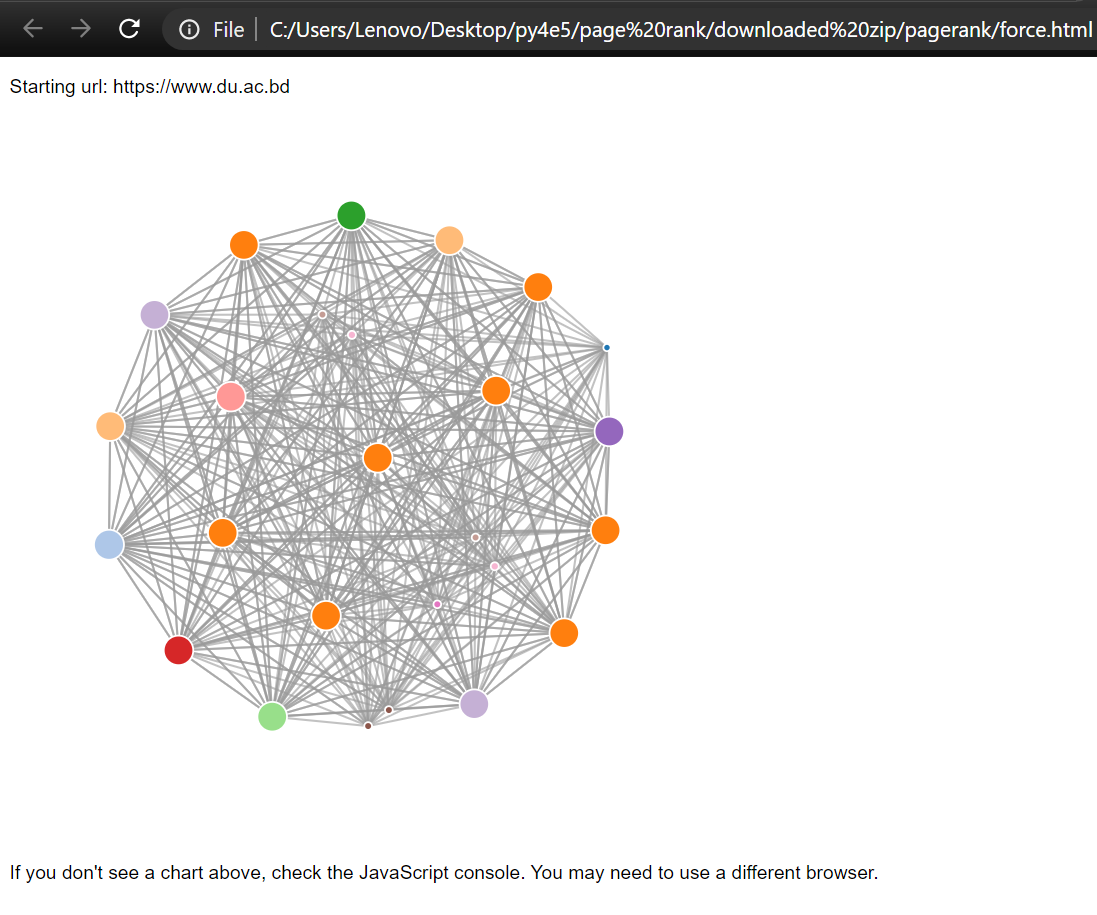 File C:/Users/Lenovo/Desktop/py4e5/page%20rank/downloaded%20zip/pagerank/force.html
Starting url: https://www.du.ac.bd
If you don't see a chart above, check the JavaScript console. You may need to use a different browser.